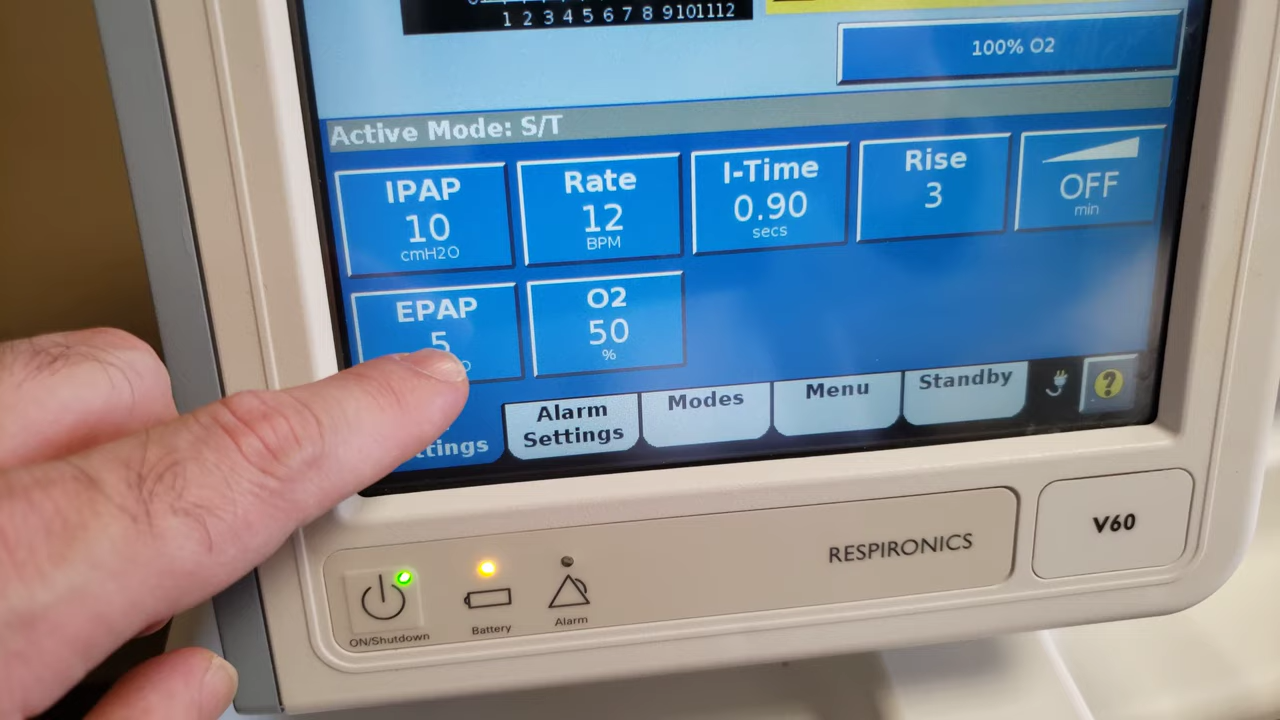 1 2 3 4 5 6 7 8 9 10 11 12
100% O2
Active Mode: S/T
IPAP
10
cmH2O
Rate
12
BPM
I-Time
0.90
secs
Rise
3
OFF
min
EPAP
5
O2
50
%
Alarm
Settings
Modes
Menu
Standby
?
ON/Shutdown
Battery
Alarm
RESPIRONICS
V60